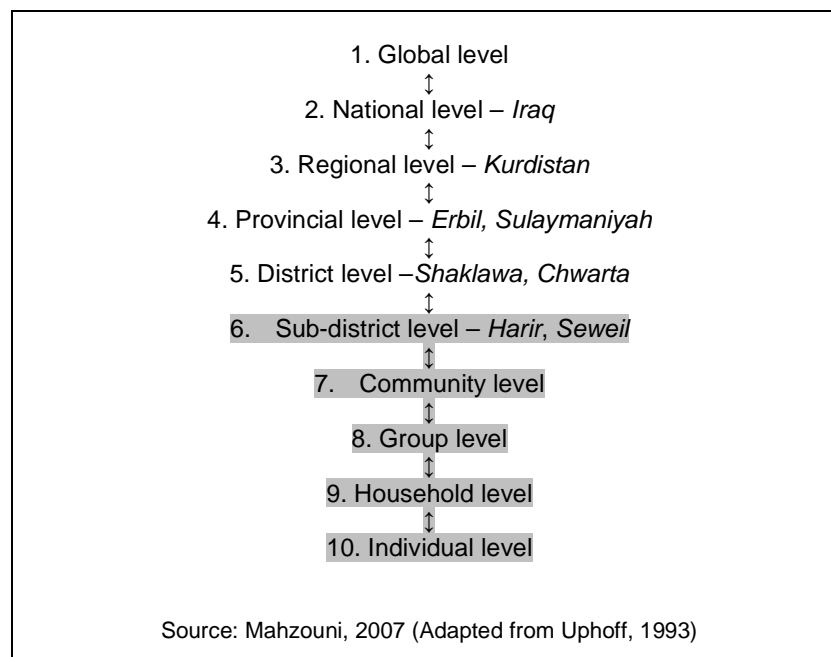 1. Global level
↕
2. National level – Iraq
↕
3. Regional level – Kurdistan
↕
4. Provincial level – Erbil, Sulaymaniyah
↕
5. District level –Shaklawa, Chwarta
↕
6. Sub-district level – Harir, Seweil
↕
7. Community level
↕
8. Group level
↕
9. Household level
↕
10. Individual level
Source: Mahzouni, 2007 (Adapted from Uphoff, 1993)